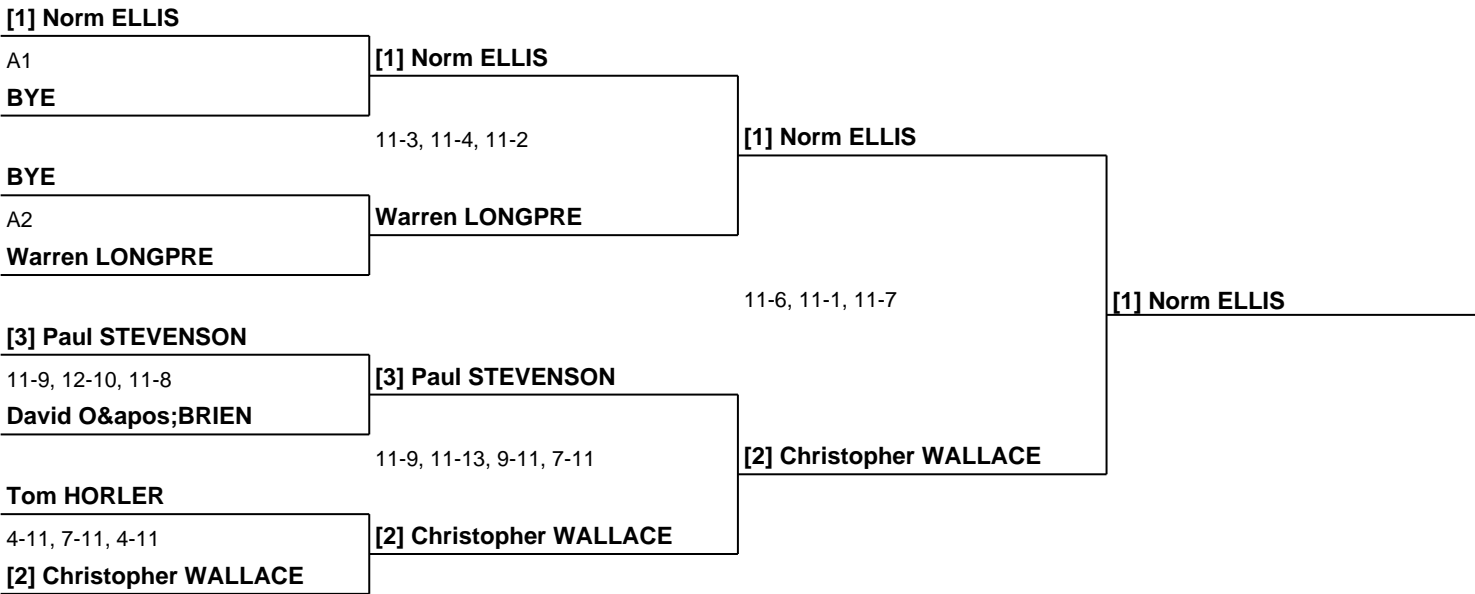 [1] Norm ELLIS
A1
[1] Norm ELLIS
BYE
11-3, 11-4, 11-2
[1] Norm ELLIS
BYE
A2
Warren LONGPRE
Warren LONGPRE
11-6, 11-1, 11-7
[1] Norm ELLIS
[3] Paul STEVENSON
11-9, 12-10, 11-8
[3] Paul STEVENSON
David O&apos;BRIEN
11-9, 11-13, 9-11, 7-11
[2] Christopher WALLACE
Tom HORLER
4-11, 7-11, 4-11
[2] Christopher WALLACE
[2] Christopher WALLACE